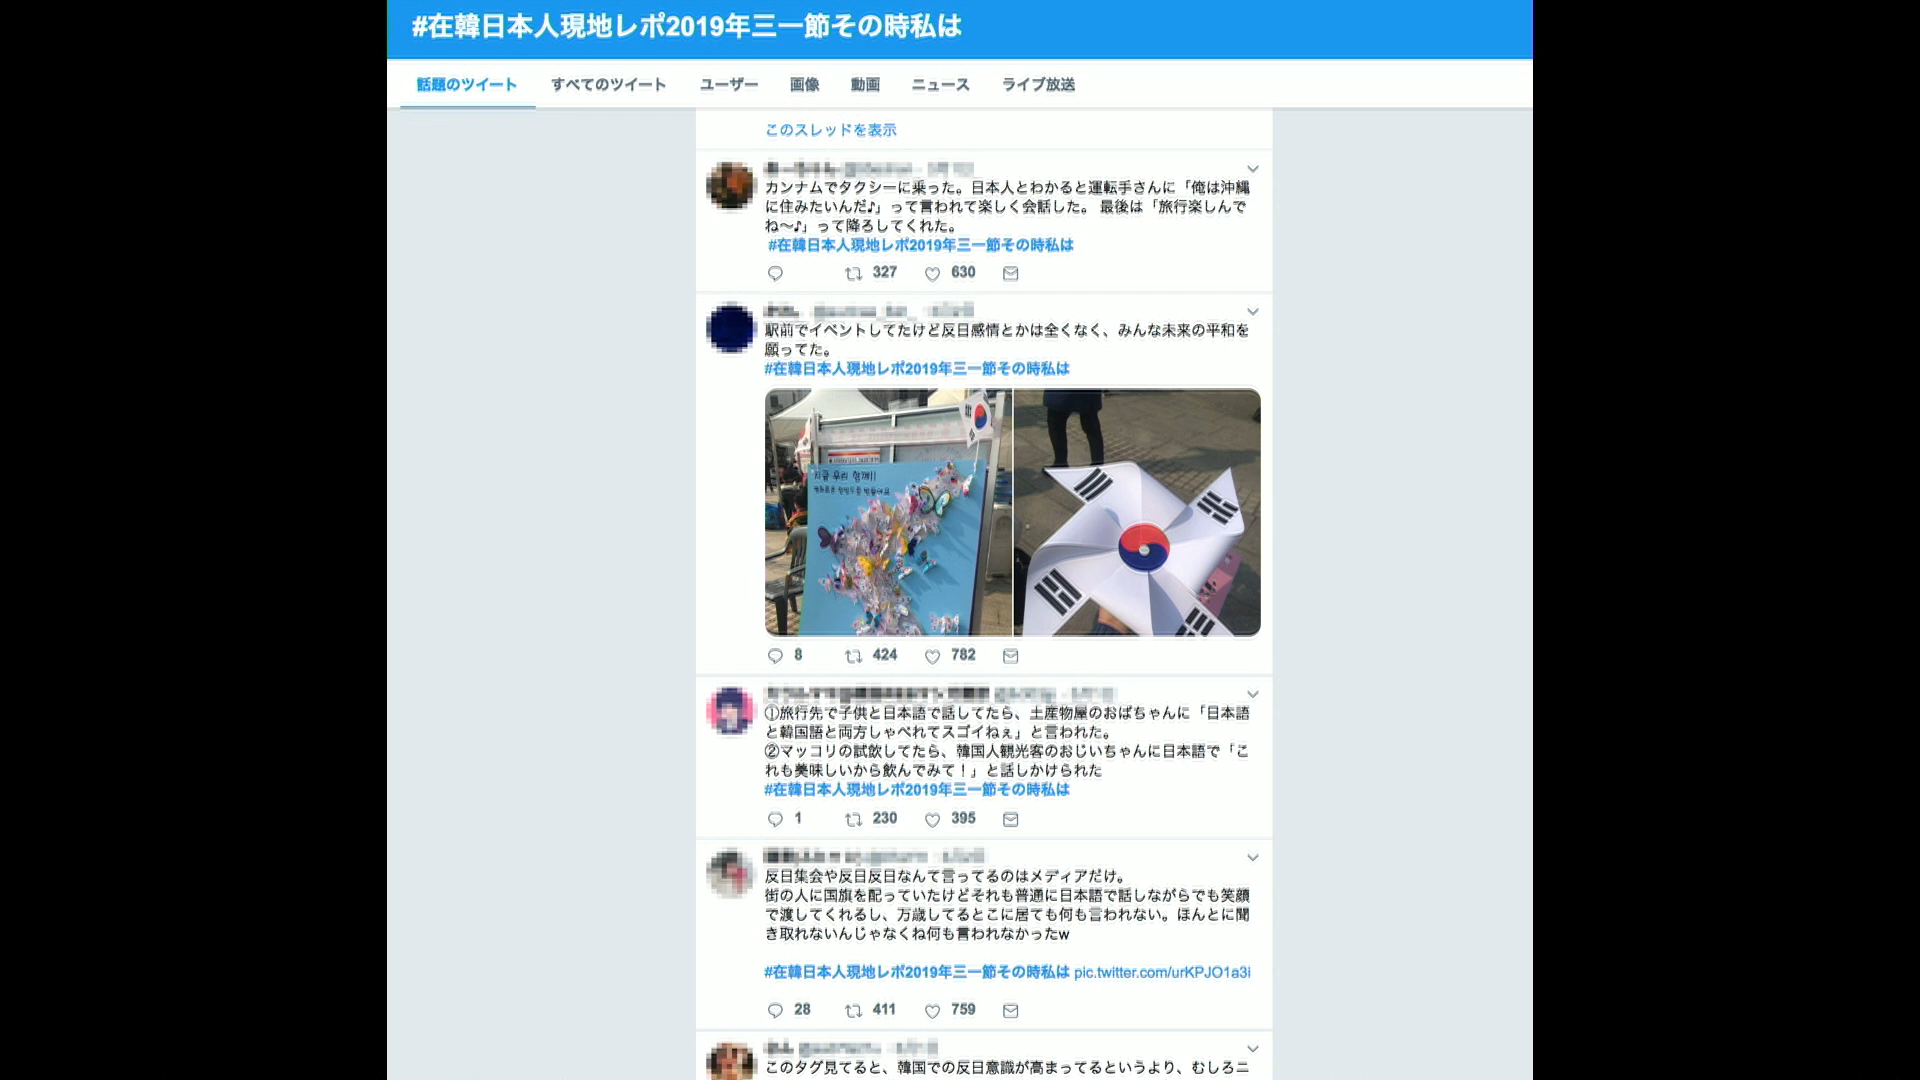 #在韓日本人現地レポ2019年三一節その時私は
話題のツイート すべてのツイート ユーザー 画像 動画 ニュース ライブ放送
このスレッドを表示
カンナムでタクシーに乗った。日本人とわかると運転手さんに「俺は沖縄
に住みたいんだ♪」って言われて楽しく会話した。 最後は「旅行楽しんで
ね〜♪」って降ろしてくれた。
#在韓日本人現地レポ2019年三一節その時私は
327 630
駅前でイベントしてたけど反日感情とかは全くなく、みんな未来の平和を
願ってた。
#在韓日本人現地レポ2019年三一節その時私は
지금 우리 함께!!
8 424 782
①旅行先で子供と日本語で話してたら、土産物屋のおばちゃんに「日本語
と韓国語と両方しゃべれてスゴイねぇ」と言われた。
②マッコリの試飲してたら、韓国人観光客のおじいちゃんに日本語で「こ
れも美味しいから飲んでみて！」と話しかけられた
#在韓日本人現地レポ2019年三一節その時私は
1 230 395
反日集会や反日反日なんて言ってるのはメディアだけ。
街の人に国旗を配っていたけどそれも普通に日本語で話しながらでも笑顔
で渡してくれるし、万歳してるとこに居ても何も言われない。ほんとに聞
き取れないんじゃなくね何も言われなかったw
#在韓日本人現地レポ2019年三一節その時私は pic.twitter.com/urKPJO1a3i
28 411 759
このタグ見てると、韓国での反日意識が高まってるというより、むしろニ